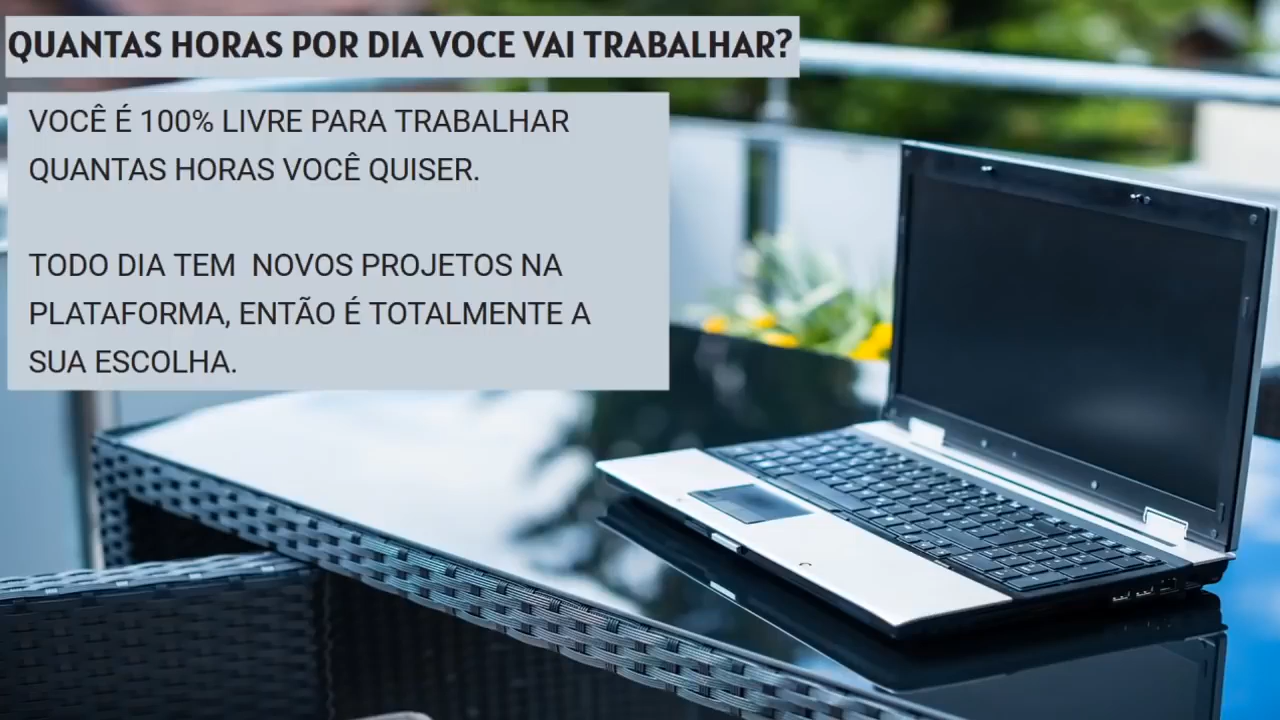 QUANTAS HORAS POR DIA VOCE VAI TRABALHAR?
VOCÊ É 100% LIVRE PARA TRABALHAR
QUANTAS HORAS VOCÊ QUISER.
TODO DIA TEM  NOVOS PROJETOS NA
PLATAFORMA, ENTÃO É TOTALMENTE A
SUA ESCOLHA.